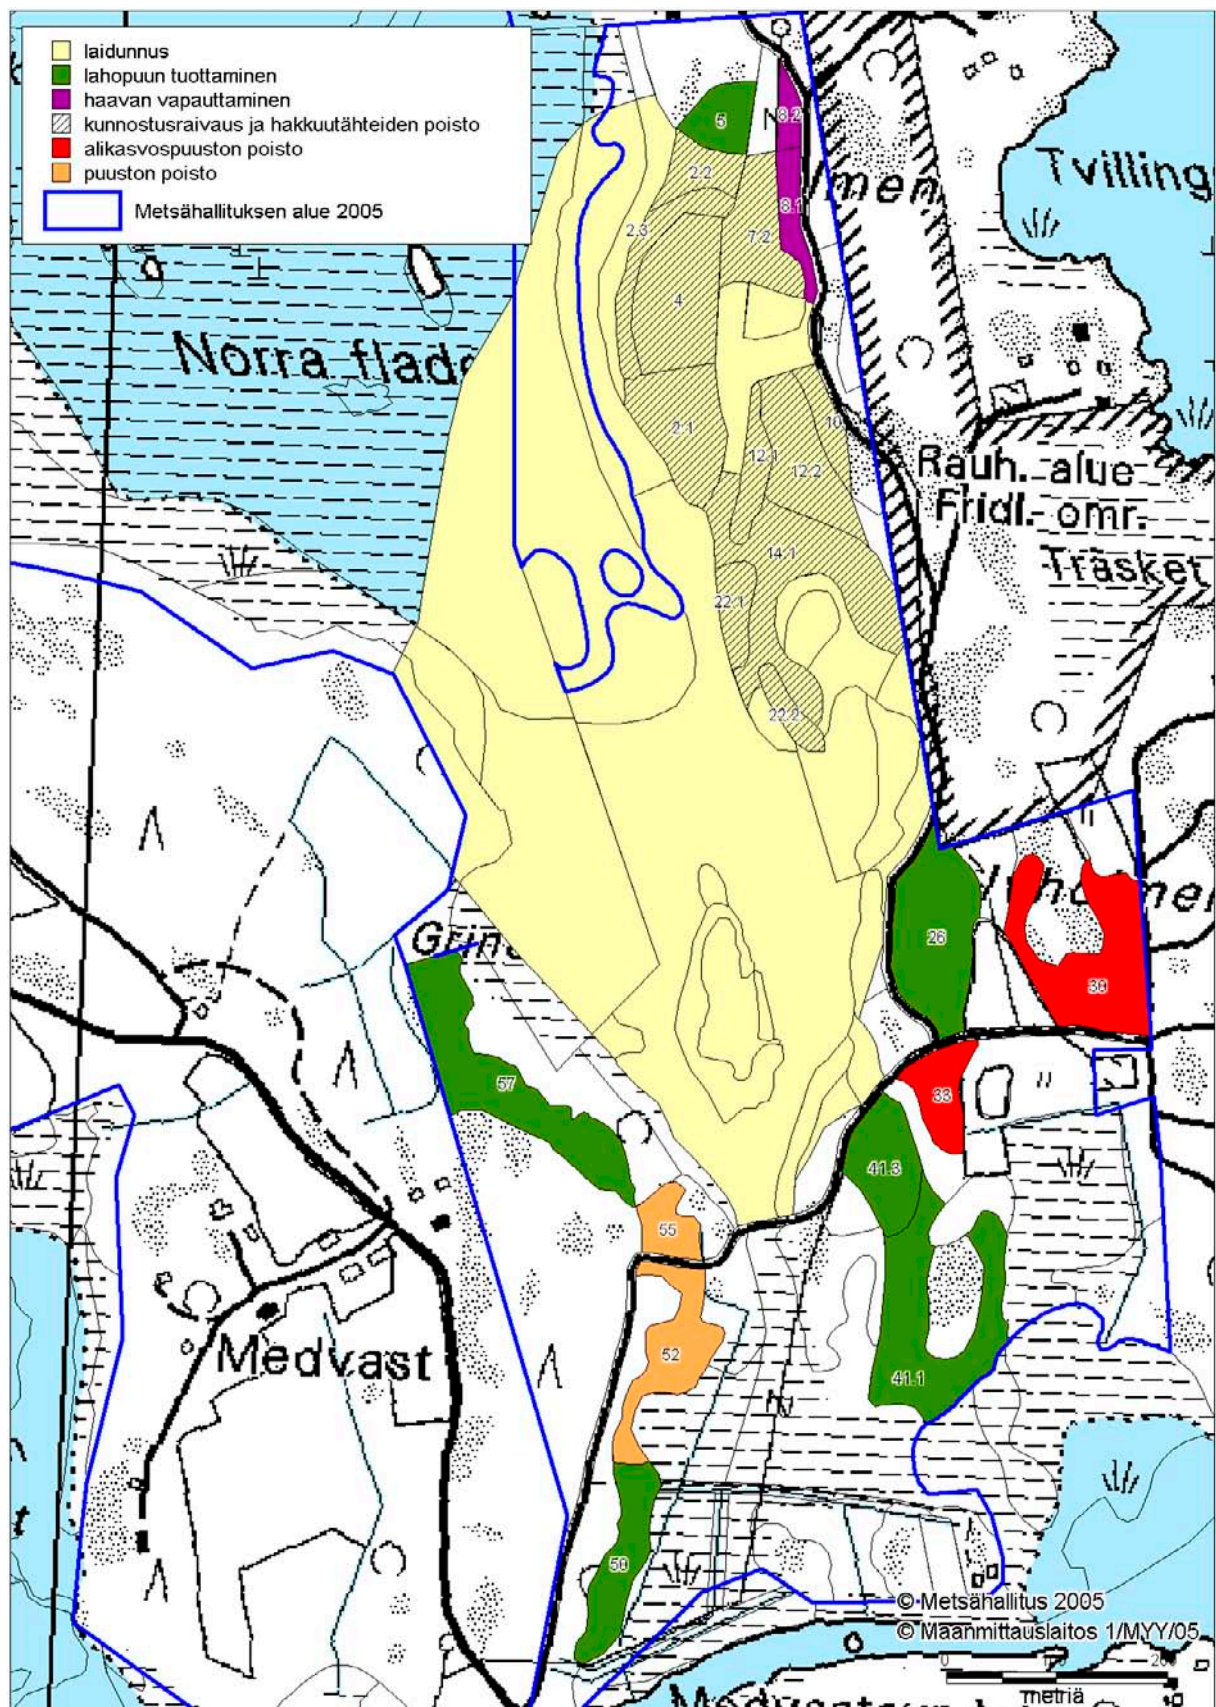 laidunnus
lahopuun tuottaminen
haavan vapauttaminen
kunnostusraivaus ja hakkuutähteiden poisto
alikasvospuuston poisto
puuston poisto
Metsähallituksen alue 2005
5
8.2
Tvilling
2.2
8.1
2.3
7.2
4
Norra flad
2.1
10
12.1
12.2
Rauh. alue
Fridl. omr.
14.1
Träsket
22.1
22.2
26
Grin
30
57
33
41.3
55
Medvast
52
41.1
50
© Metsähallitus 2005
© Maanmittauslaitos 1/MYY/05
0
metriä